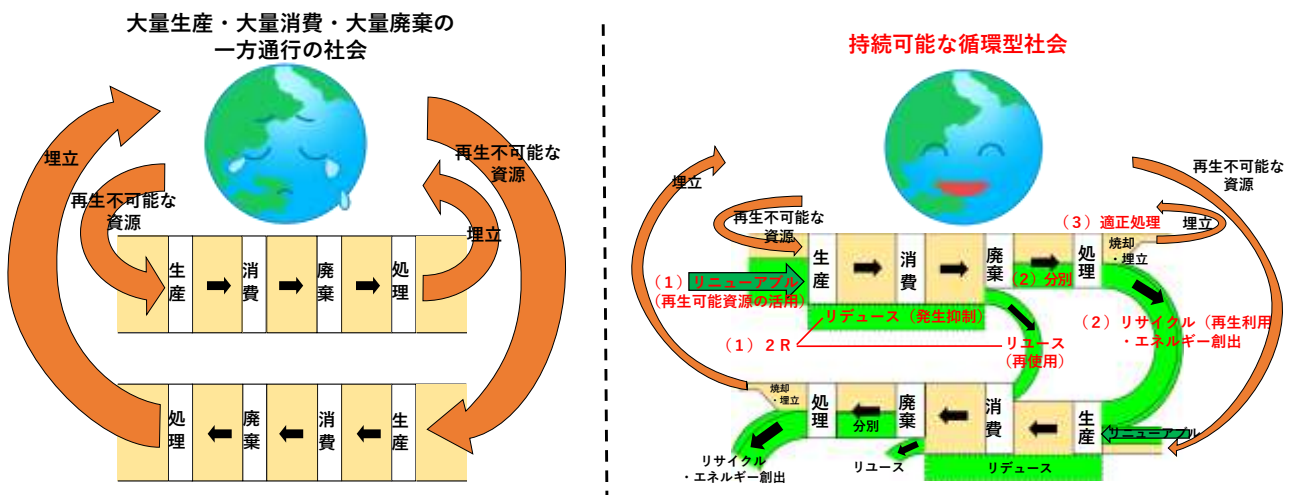 大量生産・大量消費・大量廃棄の
一方通行の社会
埋立
再生不可能な
資源
再生不可能な
資源
埋立
生産
消費
廃棄
処理
処理
廃棄
消費
生産
持続可能な循環型社会
埋立
再生不可能な
資源
再生不可能な
資源
(3)適正処理
埋立
生産
消費
廃棄
処理
焼却
・埋立
(1)リニューアブル
(再生可能資源の活用)
(2)分別
リデュース(発生抑制)
(2)リサイクル(再生利用
・エネルギー創出
(1)2R
リユース
(再使用)
焼却
・埋立
処理
分別
廃棄
消費
生産
リニューアブル
リサイクル
・エネルギー創出
リユース
リデュース